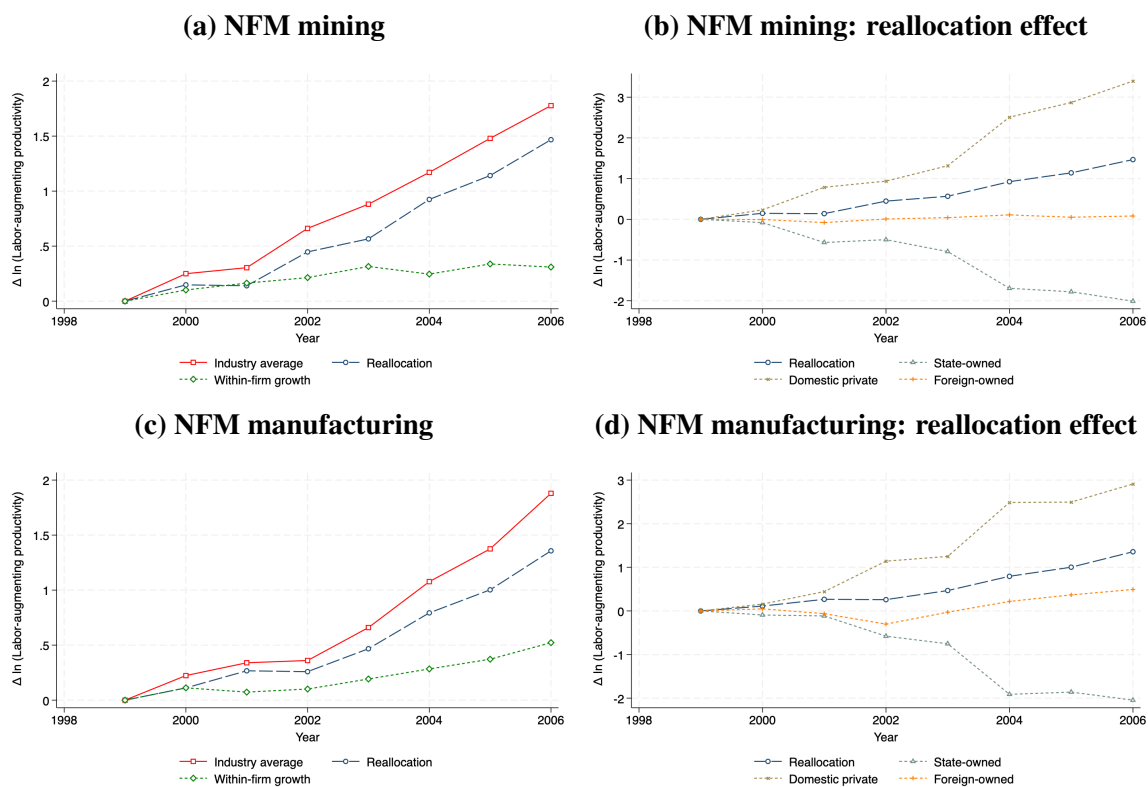 (a) NFM mining
Δ ln (Labor-augmenting productivity)
2
1.5
1
.5
0
1998 2000 2002 2004 2006
Year
Industry average Reallocation
Within-firm growth
(b) NFM mining: reallocation effect
Δ ln (Labor-augmenting productivity)
3
2
1
0
-1
-2
1998 2000 2002 2004 2006
Year
Reallocation State-owned
Domestic private Foreign-owned
(c) NFM manufacturing
Δ ln (Labor-augmenting productivity)
2
1.5
1
.5
0
1998 2000 2002 2004 2006
Year
Industry average Reallocation
Within-firm growth
(d) NFM manufacturing: reallocation effect
Δ ln (Labor-augmenting productivity)
3
2
1
0
-1
-2
1998 2000 2002 2004 2006
Year
Reallocation State-owned
Domestic private Foreign-owned